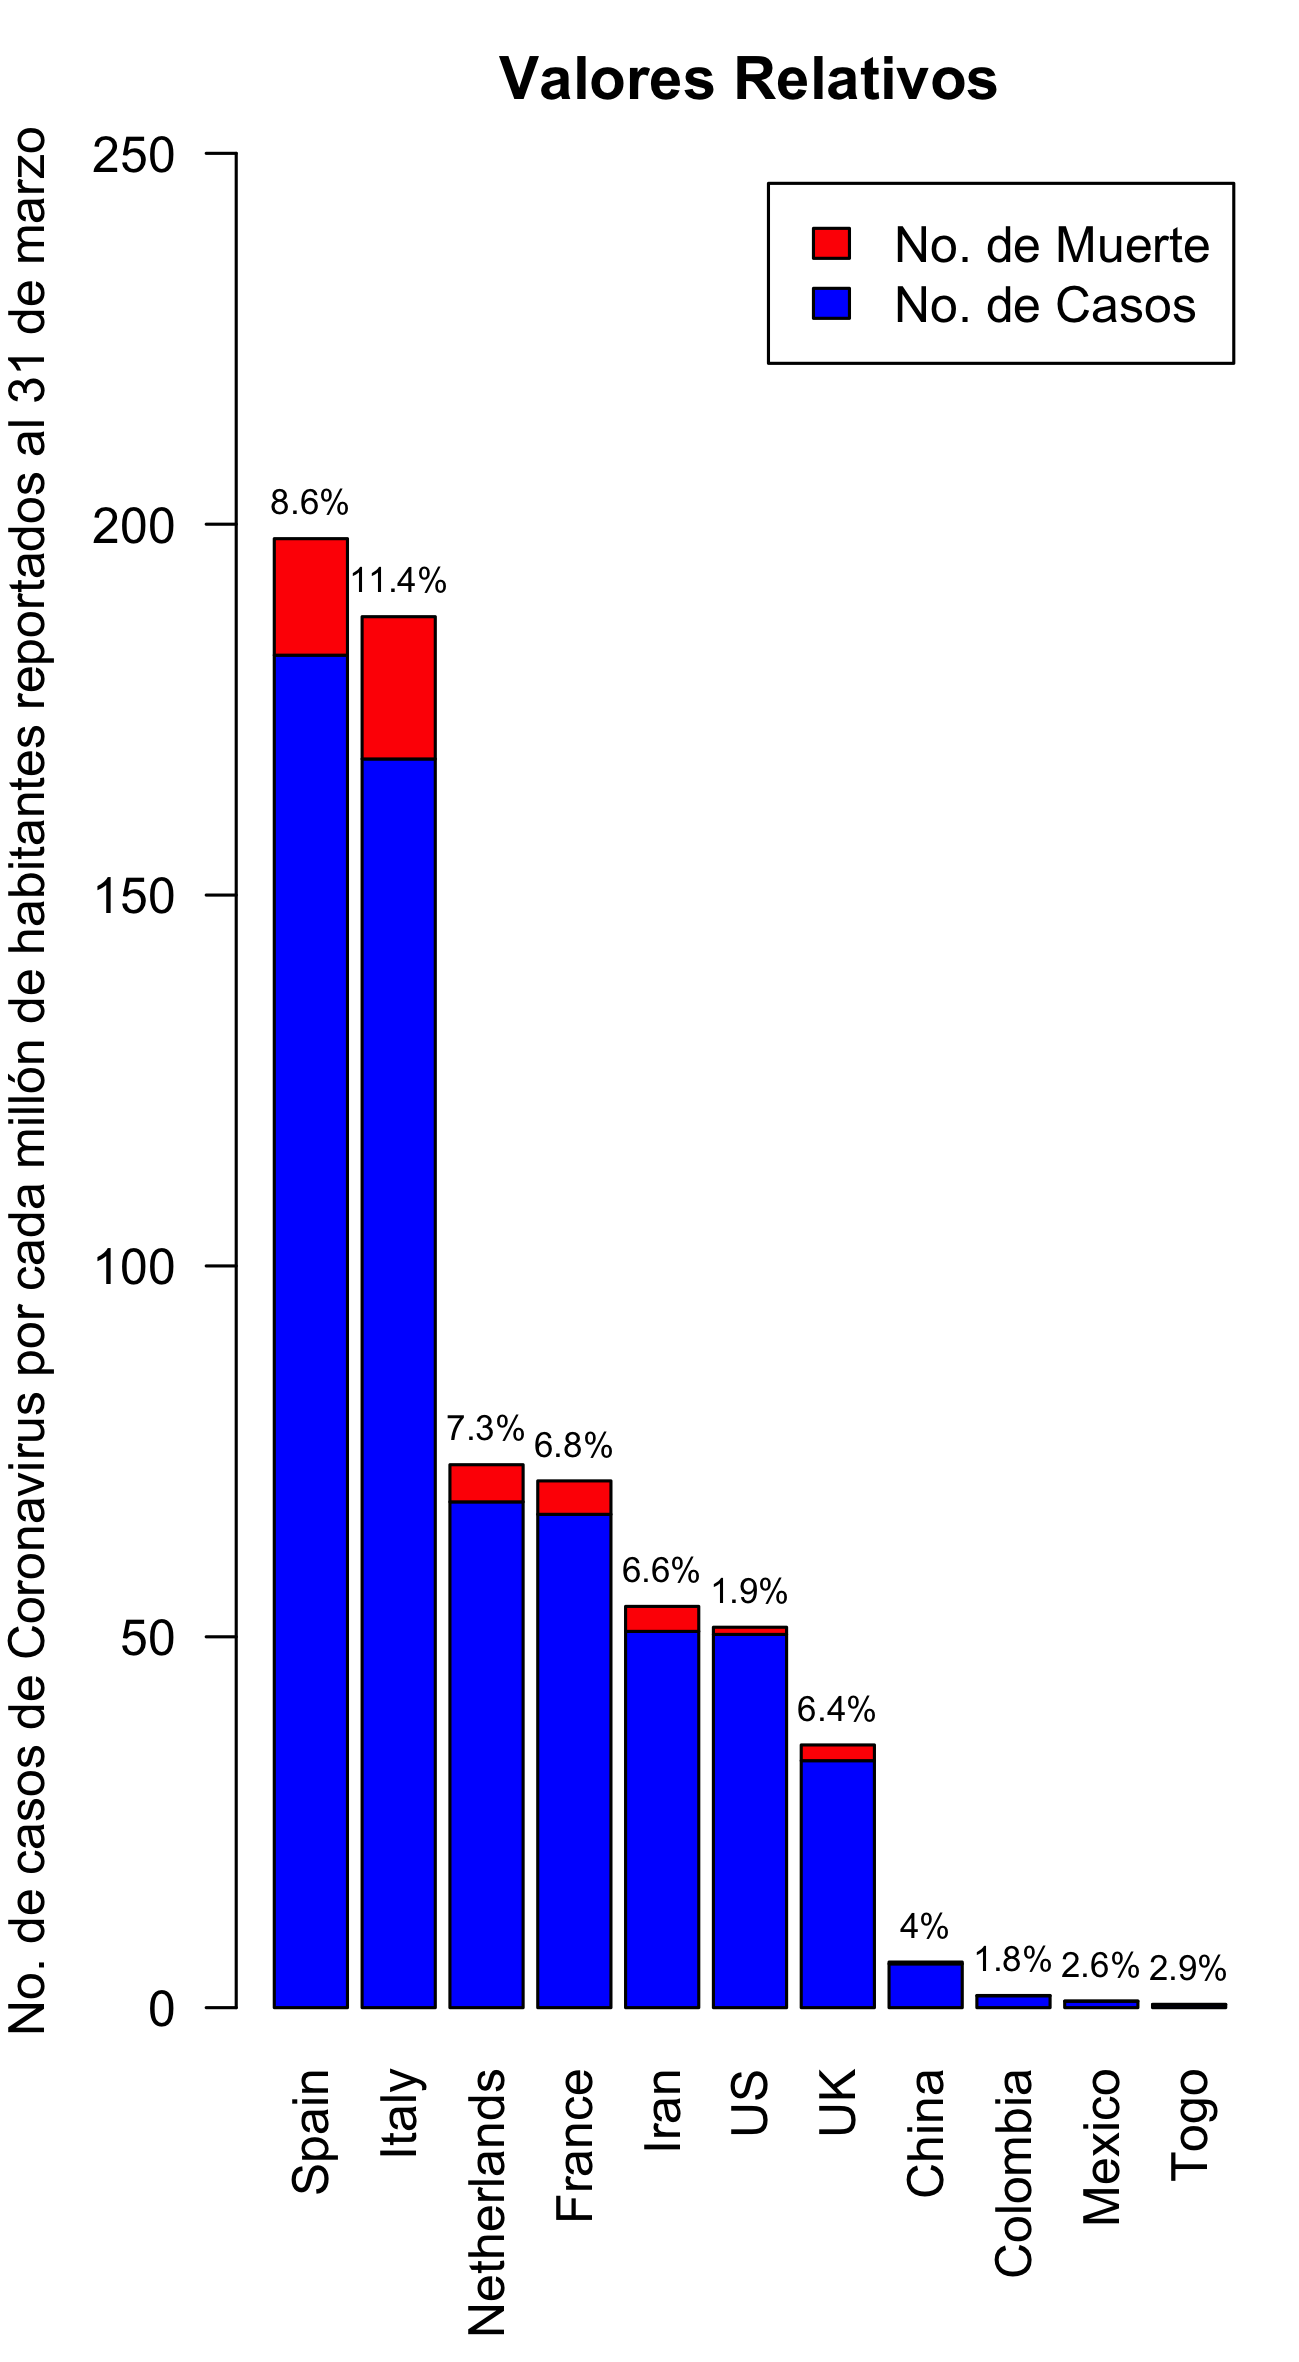 Valores Relativos
No. de casos de Coronavirus por cada millón de habitantes reportados al 31 de marzo
250
200
150
100
50
0
No. de Muerte
No. de Casos
8.6%
11.4%
7.3%
6.8%
6.6%
1.9%
6.4%
4%
1.8%
2.6%
2.9%
Spain
Italy
Netherlands
France
Iran
US
UK
China
Colombia
Mexico
Togo